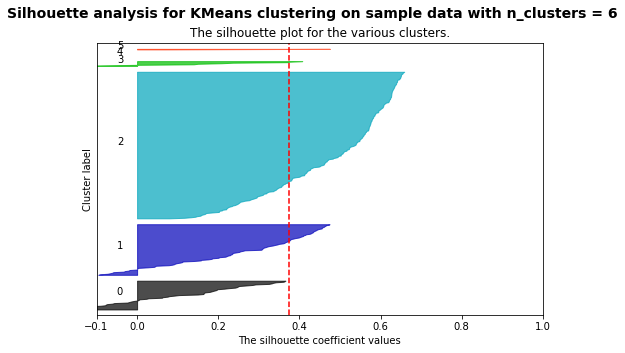 Silhouette analysis for KMeans clustering on sample data with n_clusters = 6
The silhouette plot for the various clusters.
5
4
3
2
1
0
Cluster label
−0.1 0.0 0.2 0.4 0.6 0.8 1.0
The silhouette coefficient values